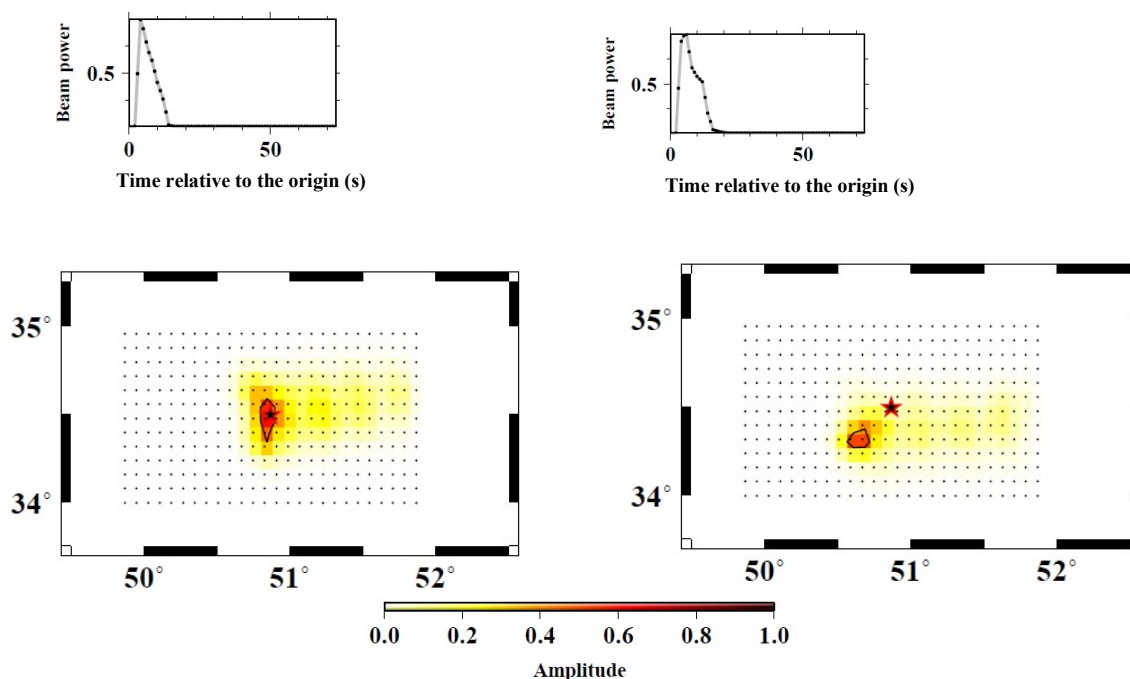 Beam power
0.5
0 50
Time relative to the origin (s)
Beam power
0.5
0 50
Time relative to the origin (s)
35°
34°
50° 51° 52°
35°
34°
50° 51° 52°
0.0 0.2 0.4 0.6 0.8 1.0
Amplitude